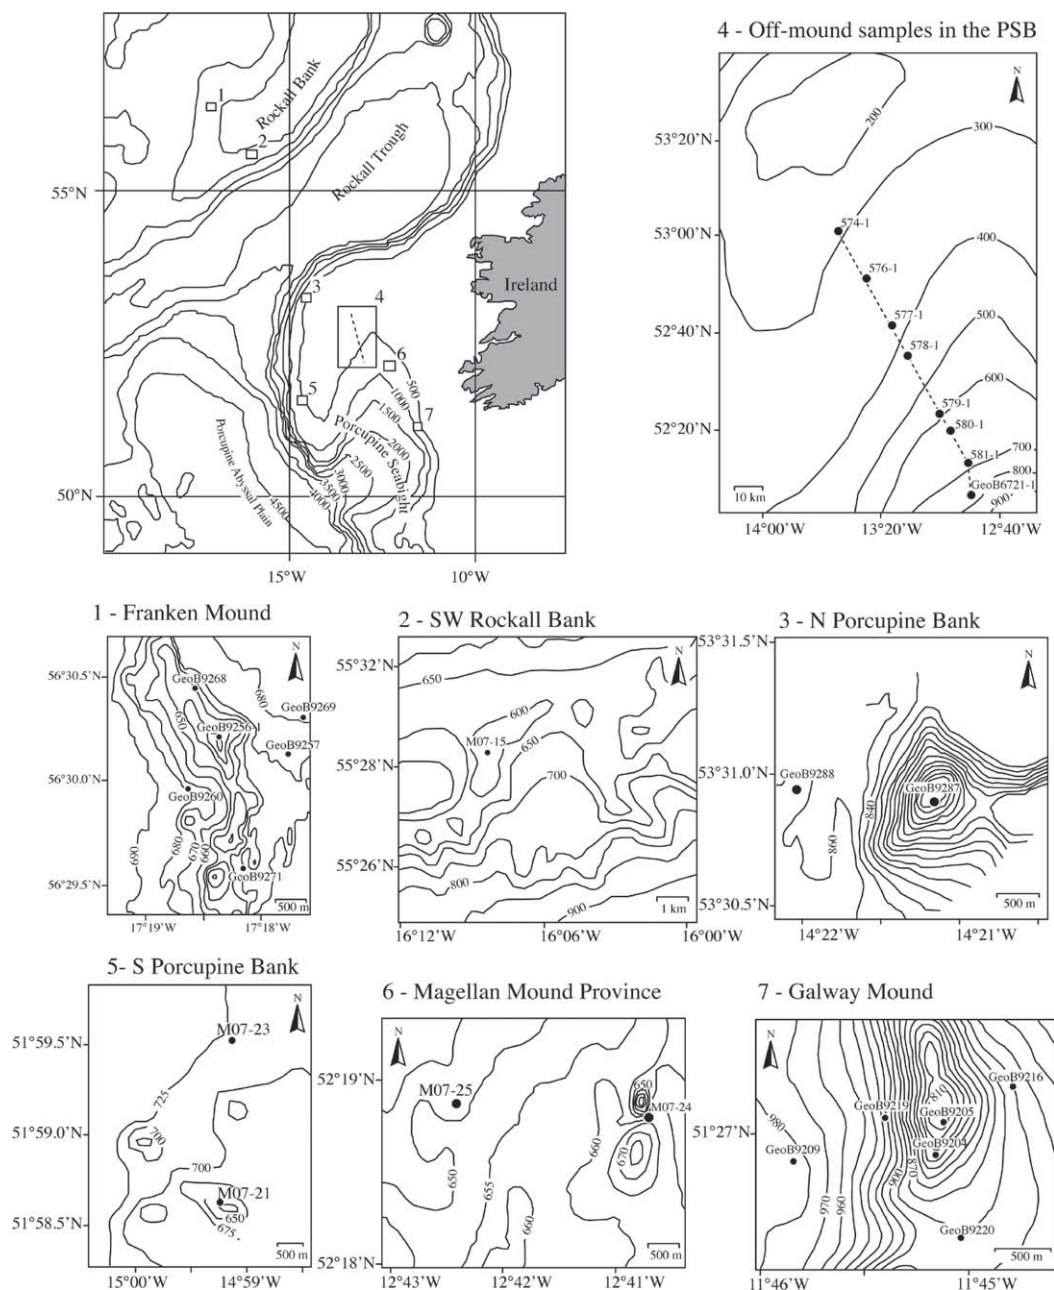 4 - Off-mound samples in the PSB
1
Rockall Bank
2
Rockall Trough
55°N
Ireland
3
4
5
6
7
500
1000
1500
2000
2500
3000
3500
4000
4500
Porcupine Seabight
Porcupine Abyssal Plain
50°N
15°W
10°W
N
200
300
400
500
600
700
800
900
53°20'N
53°00'N
52°40'N
52°20'N
574-1
576-1
577-1
578-1
579-1
580-1
581-1
GeoB6721-1
10 km
14°00'W
13°20'W
12°40'W
1 - Franken Mound
N
56°30.5'N
56°30.0'N
56°29.5'N
GeoB9268
GeoB9269
GeoB9256-1
GeoB9257
GeoB9260
GeoB9271
680
650
690
680
670
660
500 m
17°19W
17°18W
2 - SW Rockall Bank
N
55°32'N
55°28'N
55°26'N
650
600
M07-15
650
700
800
900
1 km
16°12'W
16°06'W
16°00'W
3 - N Porcupine Bank
N
53°31.5'N
53°31.0'N
53°30.5'N
GeoB9288
GeoB9287
840
860
500 m
14°22'W
14°21'W
5- S Porcupine Bank
N
51°59.5'N
51°59.0'N
51°58.5'N
M07-23
725
700
700
M07-21
650
675
500 m
15°00'W
14°59'W
6 - Magellan Mound Province
N
52°19'N
52°18'N
M07-25
650
M07-24
660
670
650
655
660
500 m
12°43'W
12°42'W
12°41'W
7 - Galway Mound
N
51°27'N
GeoB9216
810
GeoB9219
GeoB9205
980
GeoB9204
GeoB9209
870
900
970
960
GeoB9220
500 m
11°46'W
11°45'W